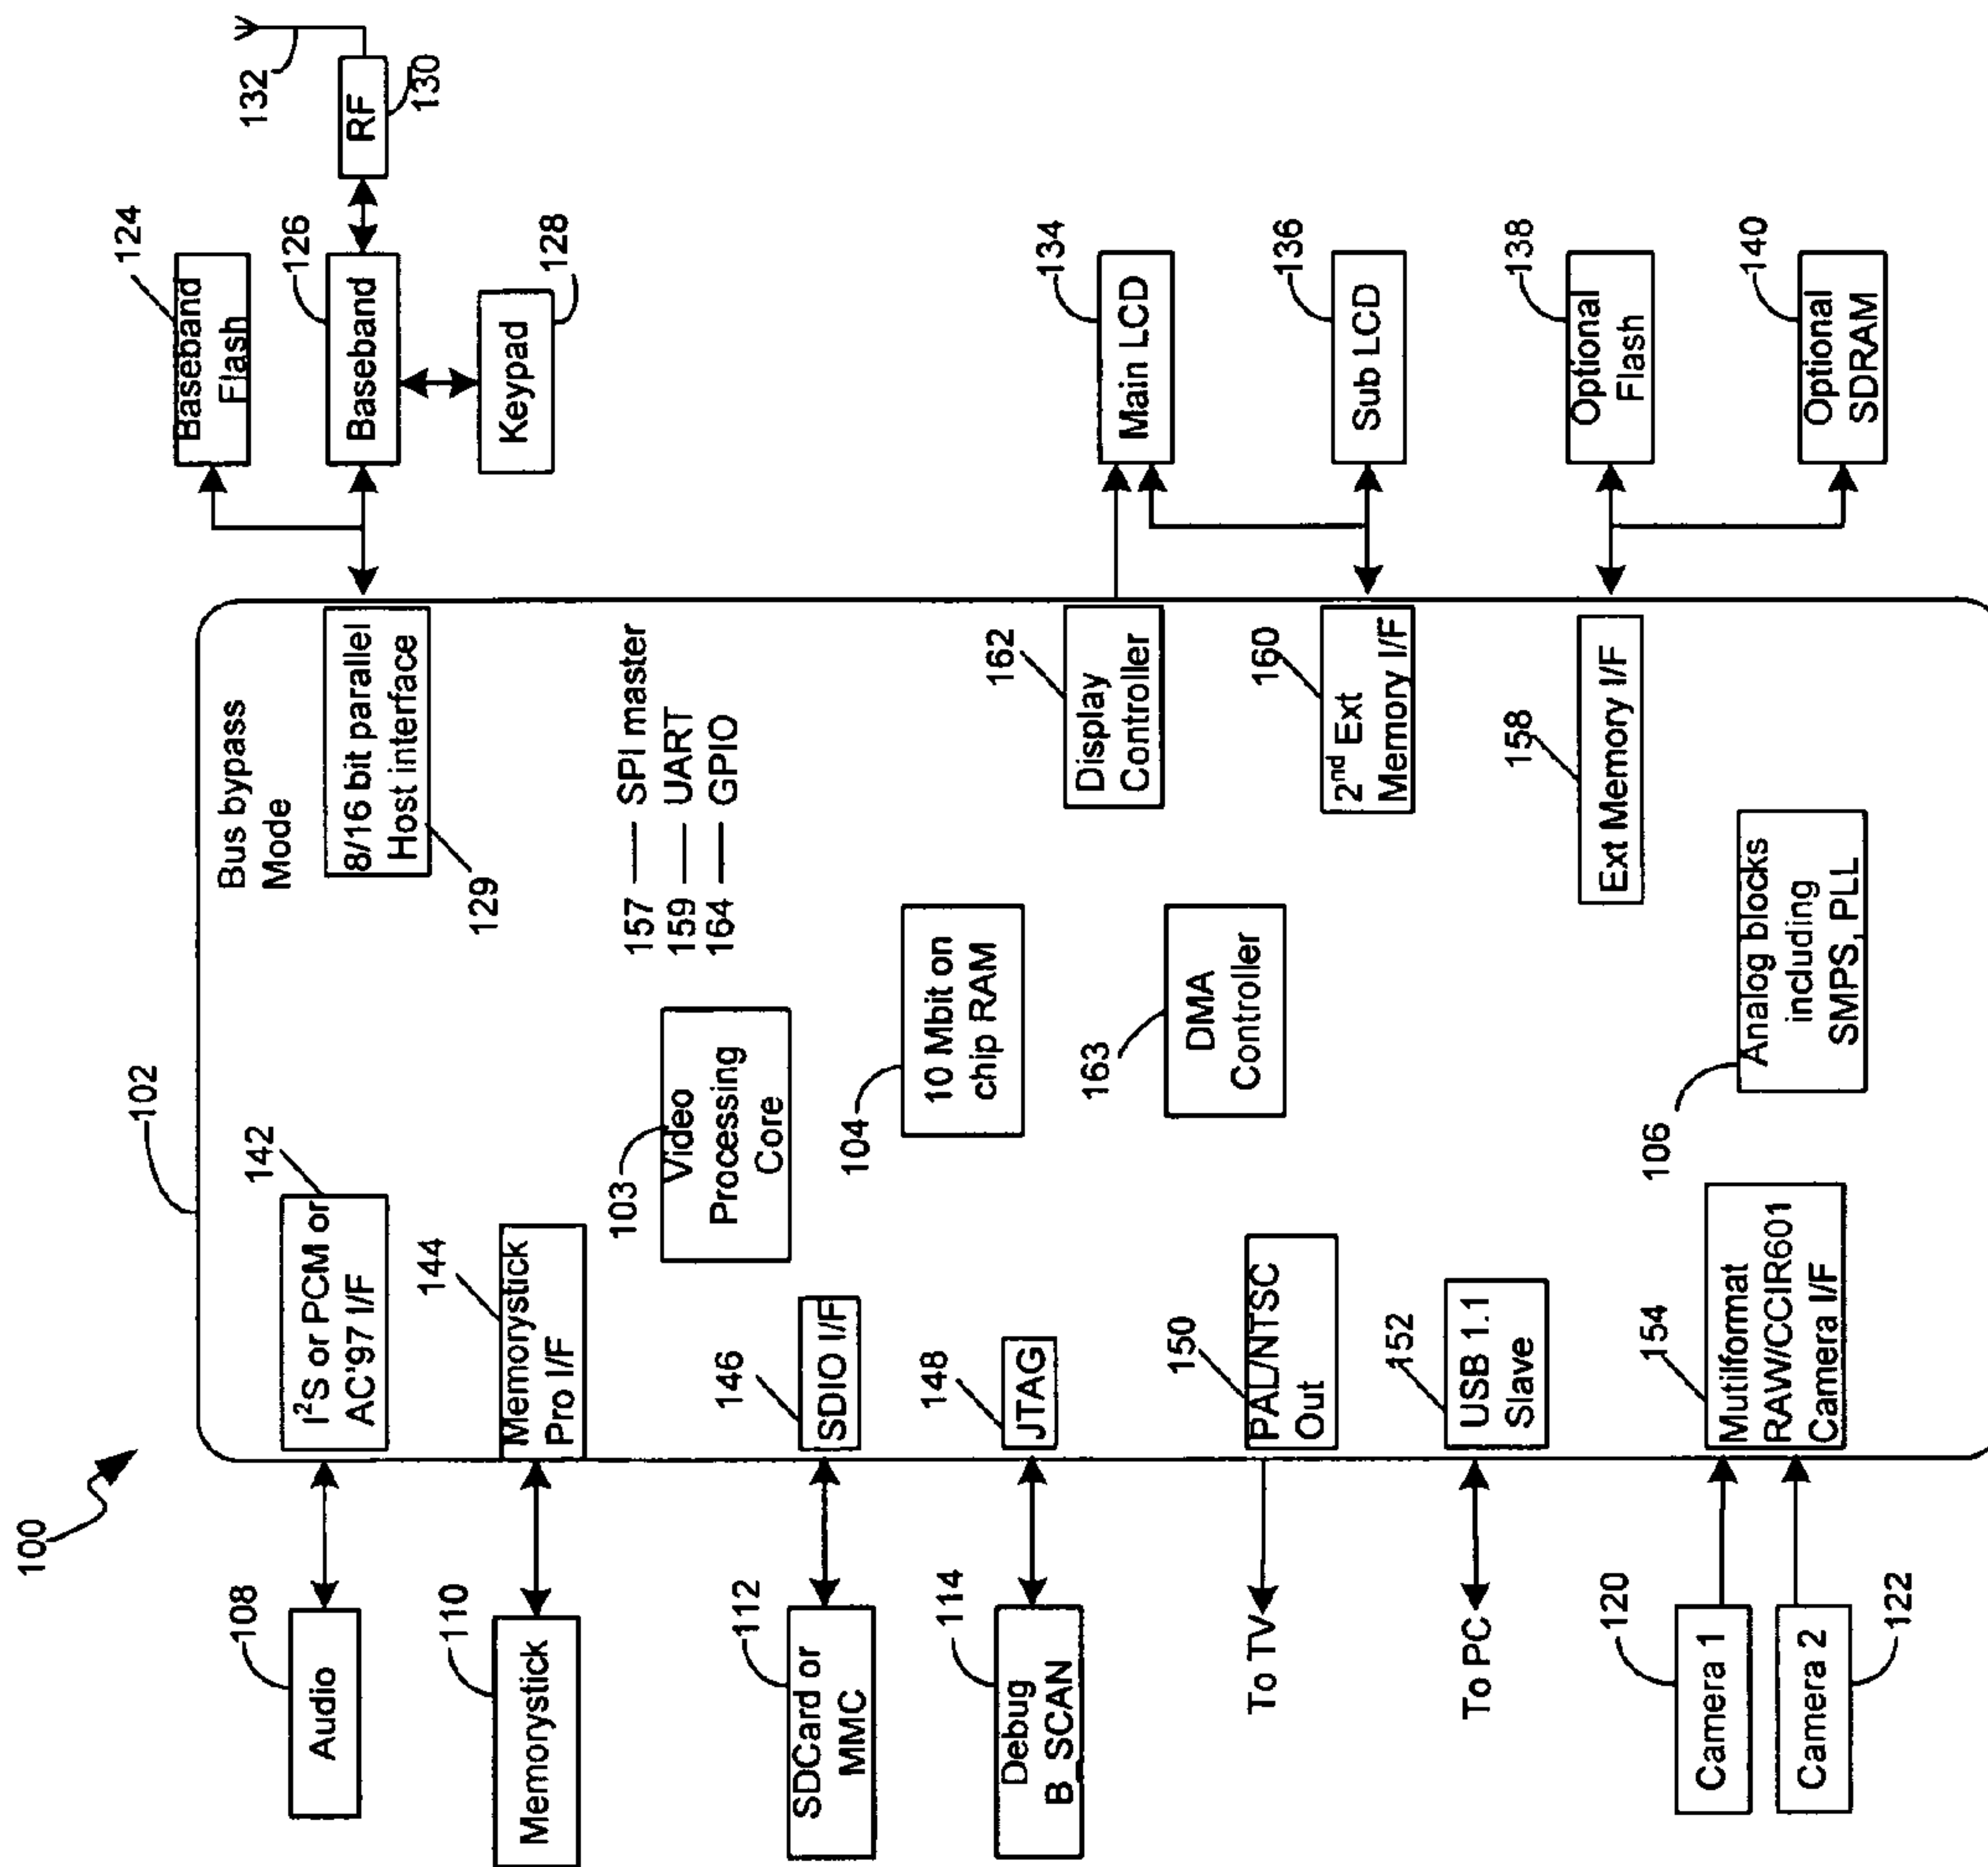 100
102
108
Audio
142
I²S or PCM or
AC'97 I/F
Bus bypass
Mode
8/16 bit parallel
Host interface
129
Baseband
Flash
124
Baseband
126
Keypad
128
RF
130
132
110
Memorystick
144
Memorystick
Pro I/F
103
Video
Processing
Core
157 SPI master
159 UART
164 GPIO
112
SDCard or
MMC
146
SDIO I/F
104
10 Mbit on
chip RAM
114
Debug
B_SCAN
148
JTAG
163
DMA
Controller
162
Display
Controller
134
Main LCD
To TV
150
PAL/NTSC
Out
160
2nd Ext
Memory I/F
136
Sub LCD
To PC
152
USB 1.1
Slave
158
Ext Memory I/F
138
Optional
Flash
120
Camera 1
Camera 2
122
154
Mutilformat
RAW/CCIR601
Camera I/F
106
Analog blocks
including
SMPS, PLL
140
Optional
SDRAM